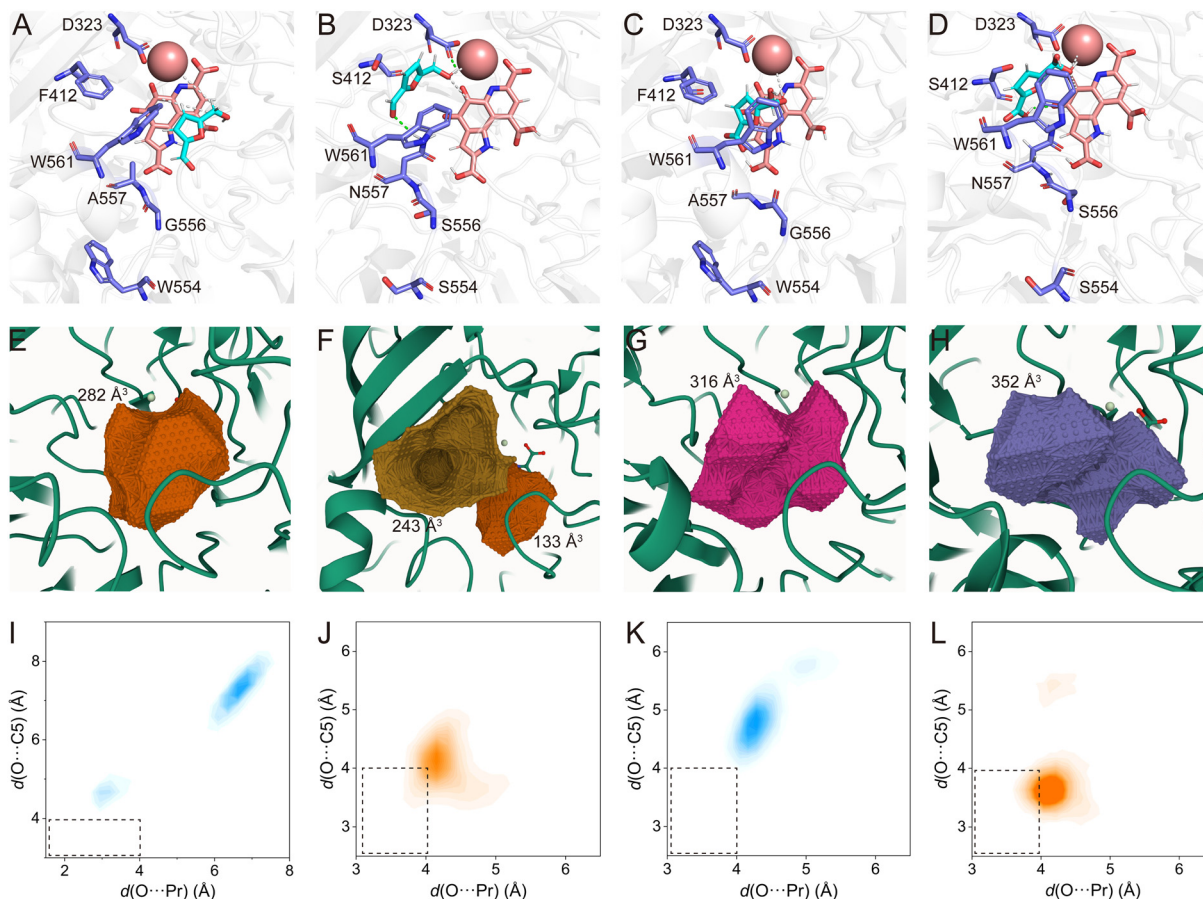 A
D323
F412
W561
A557
G556
W554
B
D323
S412
W561
N557
S556
S554
C
D323
F412
W561
A557
G556
W554
D
D323
S412
W561
N557
S556
S554
E
282 Å³
F
243 Å³
133 Å³
G
316 Å³
H
352 Å³
I
8
6
4
2
4
6
8
d(O···C5) (Å)
d(O···Pr) (Å)
J
6
5
4
3
3
4
5
6
d(O···C5) (Å)
d(O···Pr) (Å)
K
6
5
4
3
3
4
5
6
d(O···C5) (Å)
d(O···Pr) (Å)
L
6
5
4
3
3
4
5
6
d(O···C5) (Å)
d(O···Pr) (Å)